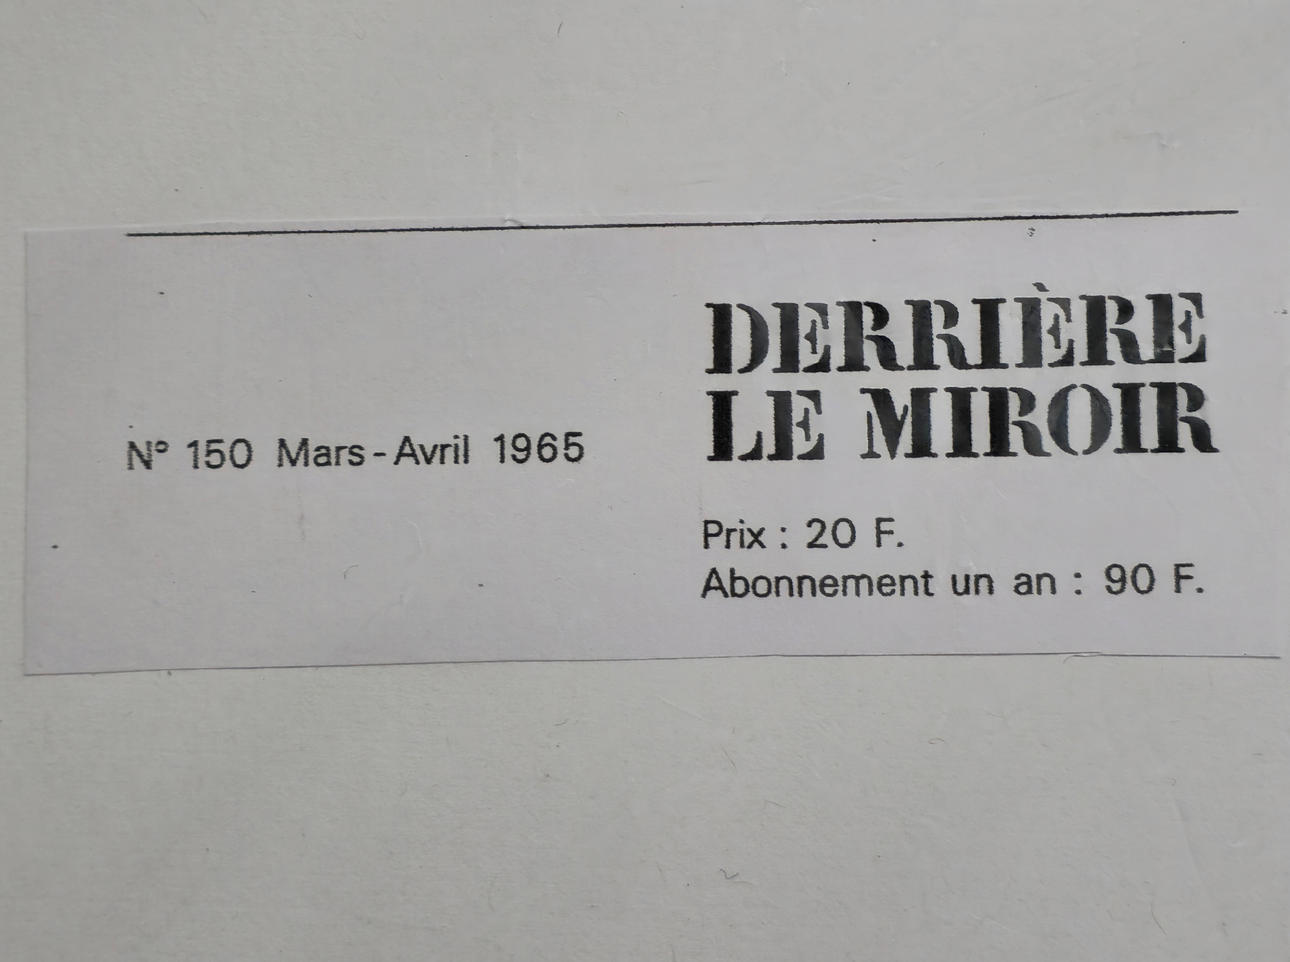 DERRIÈRE
LE MIROIR
N° 150 Mars-Avril 1965
Prix : 20 F.
Abonnement un an : 90 F.